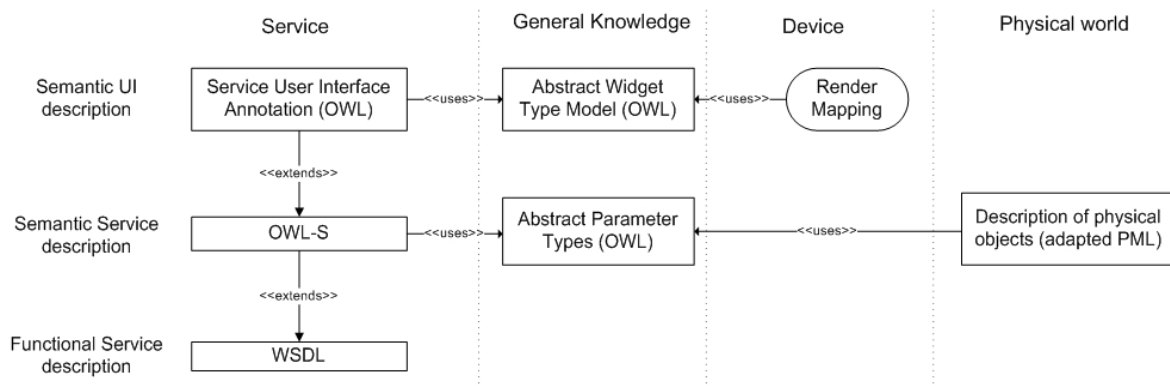 Service
General Knowledge
Device
Physical world
Semantic UI
description
Service User Interface
Annotation (OWL)
<<uses>>
Abstract Widget
Type Model (OWL)
<<uses>>
Render
Mapping
<<extends>>
Semantic Service
description
OWL-S
<<uses>>
Abstract Parameter
Types (OWL)
<<uses>>
Description of physical
objects (adapted PML)
<<extends>>
Functional Service
description
WSDL